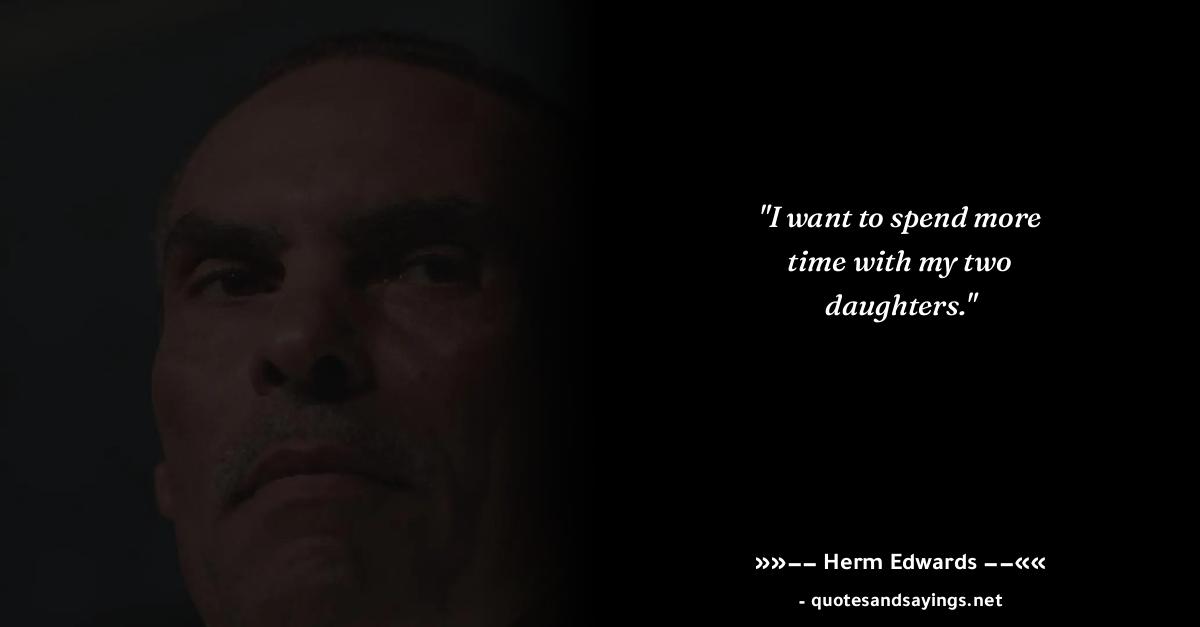 "I want to spend more
time with my two
daughters."
»»−− Herm Edwards −−««
- quotesandsayings.net